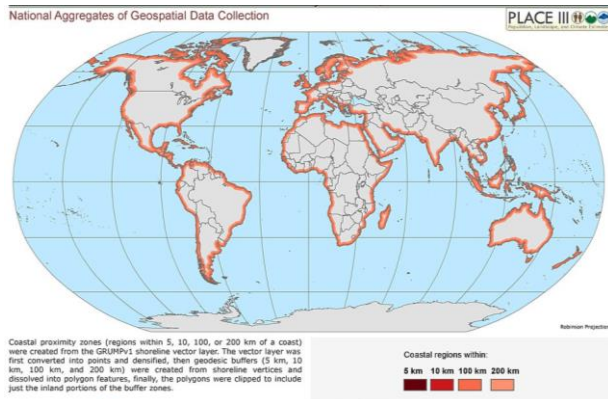 National Aggregates of Geospatial Data Collection
PLACE III
Population, Landscape, and Climate Estimates
Robinson Projection
Coastal proximity zones (regions within 5, 10, 100, or 200 km of a coast)
were created from the GRUMPv1 shoreline vector layer. The vector layer was
first converted into points and densified, then geodesic buffers (5 km, 10
km, 100 km, and 200 km) were created from shoreline vertices and
dissolved into polygon features, finally, the polygons were clipped to include
just the inland portions of the buffer zones.
Coastal regions within:
5 km 10 km 100 km 200 km